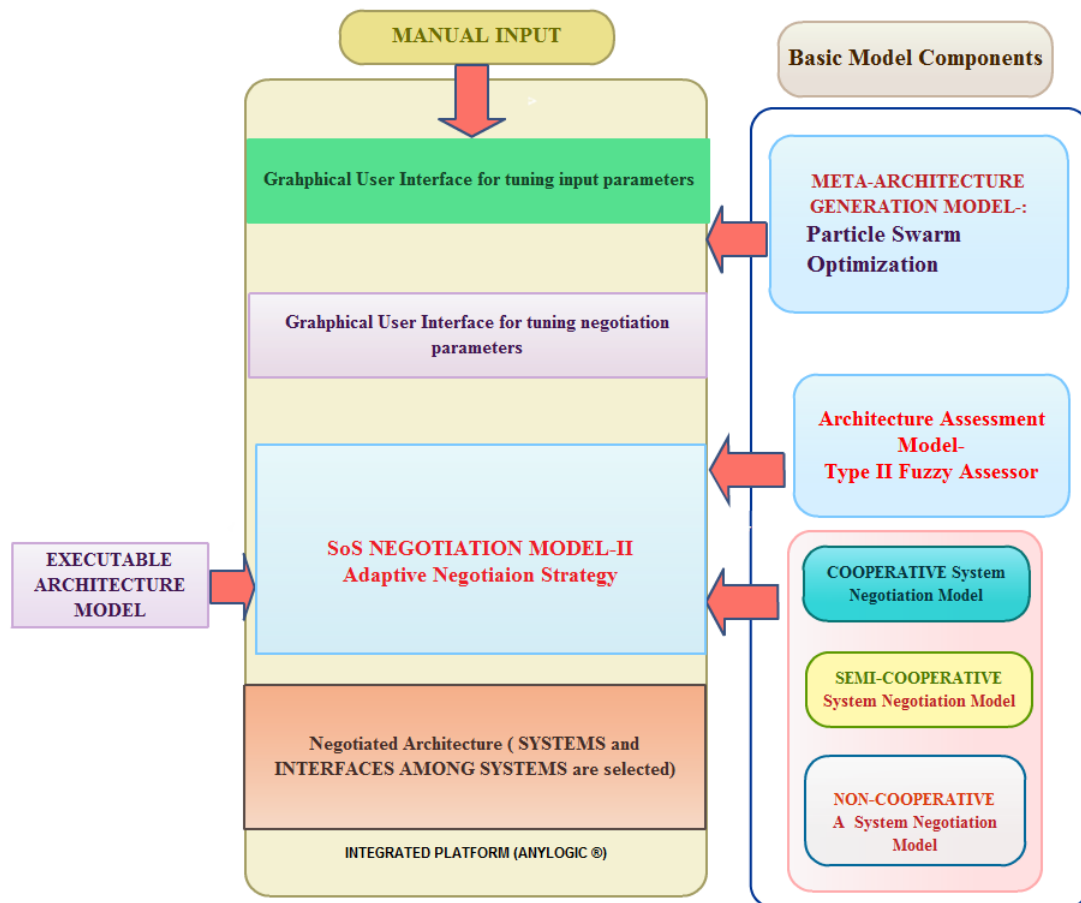 MANUAL INPUT
Basic Model Components
>
Grahphical User Interface for tuning input parameters
META-ARCHITECTURE
GENERATION MODEL-:
Particle Swarm
Optimization
Grahphical User Interface for tuning negotiation
parameters
Architecture Assessment
Model-
Type II Fuzzy Assessor
EXECUTABLE
ARCHITECTURE
MODEL
SoS NEGOTIATION MODEL-II
Adaptive Negotiaion Strategy
COOPERATIVE System
Negotiation Model
SEMI-COOPERATIVE
System Negotiation Model
NON-COOPERATIVE
A System Negotiation
Model
Negotiated Architecture ( SYSTEMS and
INTERFACES AMONG SYSTEMS are selected)
INTEGRATED PLATFORM (ANYLOGIC ®)